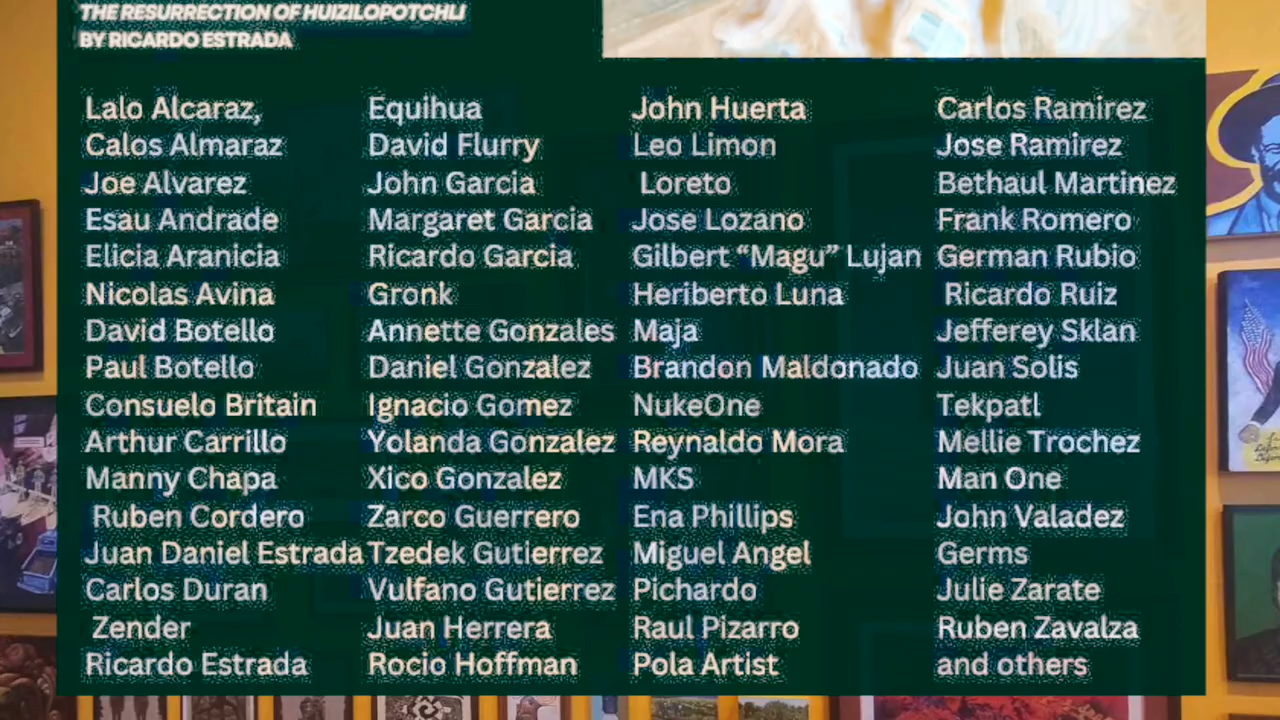 THE RESURRECTION OF HUIZILOPOTCHLI
BY RICARDO ESTRADA
Lalo Alcaraz,
Calos Almaraz
Joe Alvarez
Esau Andrade
Elicia Aranicia
Nicolas Avina
David Botello
Paul Botello
Consuelo Britain
Arthur Carrillo
Manny Chapa
Ruben Cordero
Juan Daniel Estrada
Carlos Duran
Zender
Ricardo Estrada
Equihua
David Flurry
John Garcia
Margaret Garcia
Ricardo Garcia
Gronk
Annette Gonzales
Daniel Gonzalez
Ignacio Gomez
Yolanda Gonzalez
Xico Gonzalez
Zarco Guerrero
Tzedek Gutierrez
Vulfano Gutierrez
Juan Herrera
Rocio Hoffman
John Huerta
Leo Limon
Loreto
Jose Lozano
Gilbert “Magu” Lujan
Heriberto Luna
Maja
Brandon Maldonado
NukeOne
Reynaldo Mora
MKS
Ena Phillips
Miguel Angel
Pichardo
Raul Pizarro
Pola Artist
Carlos Ramirez
Jose Ramirez
Bethaul Martinez
Frank Romero
German Rubio
Ricardo Ruiz
Jefferey Sklan
Juan Solis
Tekpatl
Mellie Trochez
Man One
John Valadez
Germs
Julie Zarate
Ruben Zavalza
and others